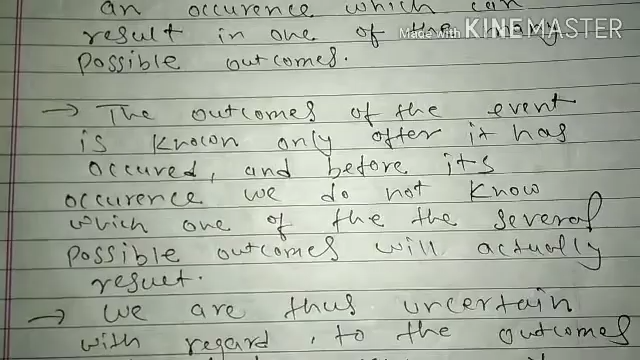 an occurence which can
result in one of the many
Made with KINEMASTER
possible outcomes.
→ The outcomes of the event
is known only after it has
occured, and before its
occurence we do not know
which one of the the several
possible outcomes will actually
result.
→ we are thus uncertain
with regard, to the outcomes